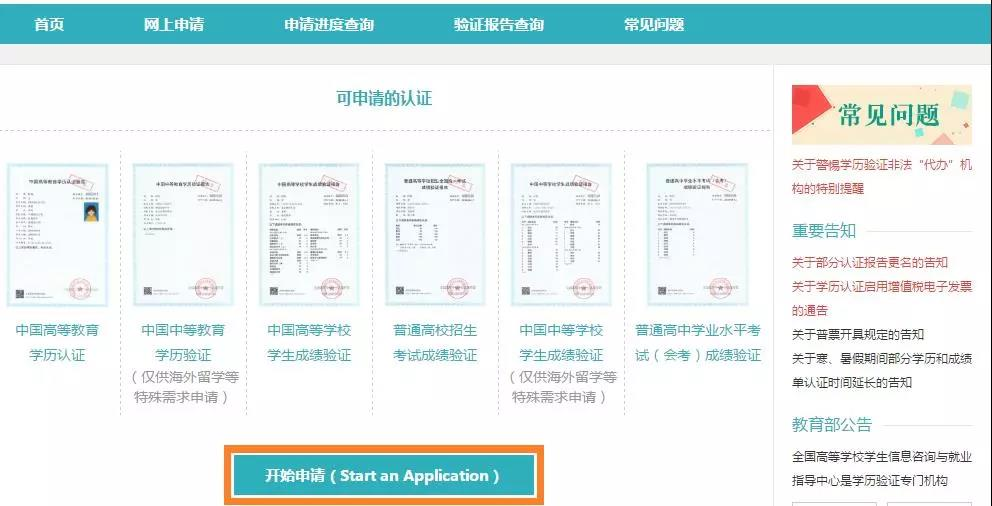 首页 网上申请 申请进度查询 验证报告查询 常见问题
可申请的认证
中国高等教育
学历认证
中国中等教育
学历验证
（仅供海外留学等
特殊需求申请）
中国高等学校
学生成绩验证
普通高校招生
考试成绩验证
中国中等学校
学生成绩验证
（仅供海外留学等
特殊需求申请）
普通高中学业水平考
试（会考）成绩验证
开始申请（Start an Application）
常见问题
关于警惕学历验证非法“代办”机
构的特别提醒
重要告知
关于部分认证报告更名的告知
关于学历认证启用增值税电子发票
的通告
关于普票开具规定的告知
关于寒、暑假期间部分学历和成绩
单认证时间延长的告知
教育部公告
全国高等学校学生信息咨询与就业
指导中心是学历验证专门机构